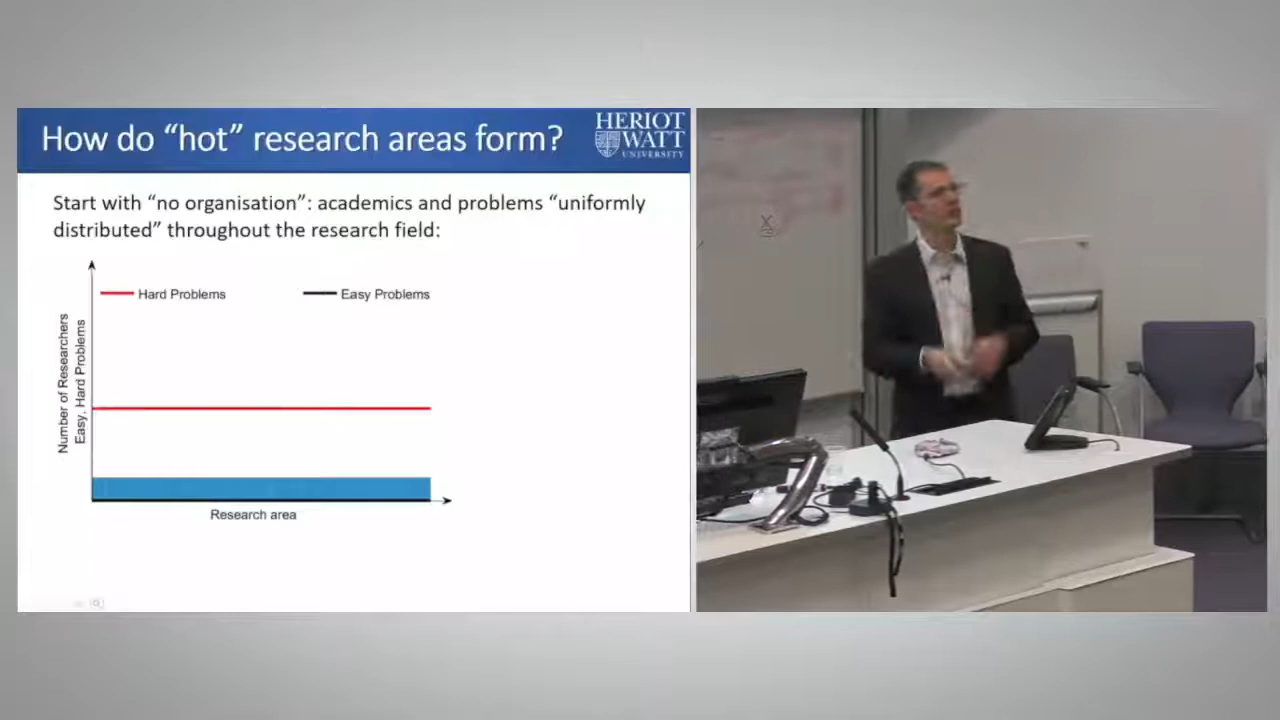 How do “hot” research areas form?
HERIOT
WATT
UNIVERSITY
Start with “no organisation”: academics and problems “uniformly
distributed” throughout the research field:
Hard Problems
Easy Problems
Number of Researchers
Easy, Hard Problems
Research area